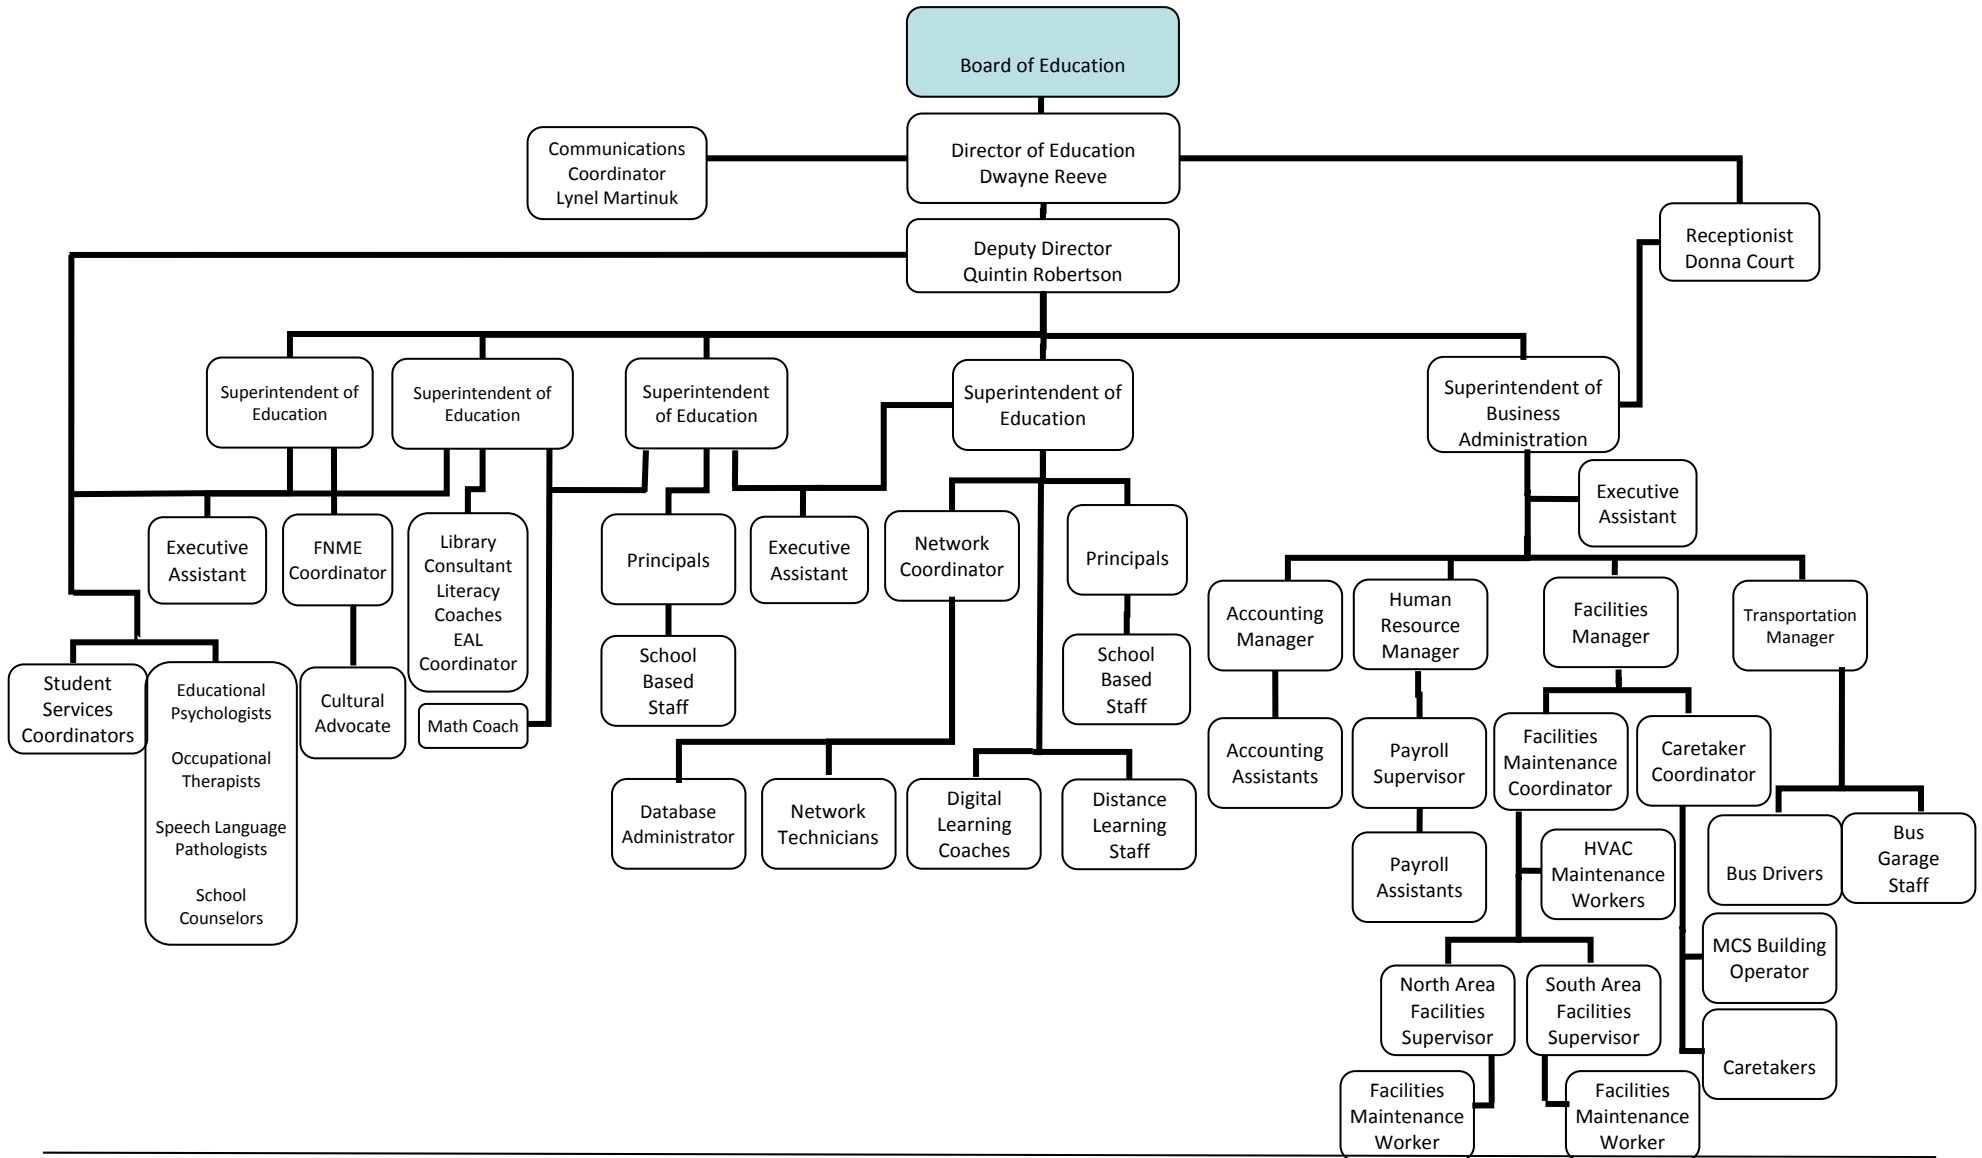 Board of Education
Director of Education
Dwayne Reeve
Communications
Coordinator
Lynel Martinuk
Receptionist
Donna Court
Deputy Director
Quintin Robertson
Superintendent of
Education
Superintendent of
Education
Superintendent
of Education
Superintendent of
Education
Superintendent of
Business
Administration
Executive
Assistant
Executive
Assistant
FNME
Coordinator
Library
Consultant
Literacy
Coaches
EAL
Coordinator
Principals
Executive
Assistant
Network
Coordinator
Principals
Accounting
Manager
Human
Resource
Manager
Facilities
Manager
Transportation
Manager
Student
Services
Coordinators
Educational
Psychologists
Occupational
Therapists
Speech Language
Pathologists
School
Counselors
Cultural
Advocate
Math Coach
School
Based
Staff
School
Based
Staff
Accounting
Assistants
Payroll
Supervisor
Facilities
Maintenance
Coordinator
Caretaker
Coordinator
Database
Administrator
Network
Technicians
Digital
Learning
Coaches
Distance
Learning
Staff
Payroll
Assistants
HVAC
Maintenance
Workers
Bus Drivers
Bus
Garage
Staff
MCS Building
Operator
North Area
Facilities
Supervisor
South Area
Facilities
Supervisor
Caretakers
Facilities
Maintenance
Worker
Facilities
Maintenance
Worker